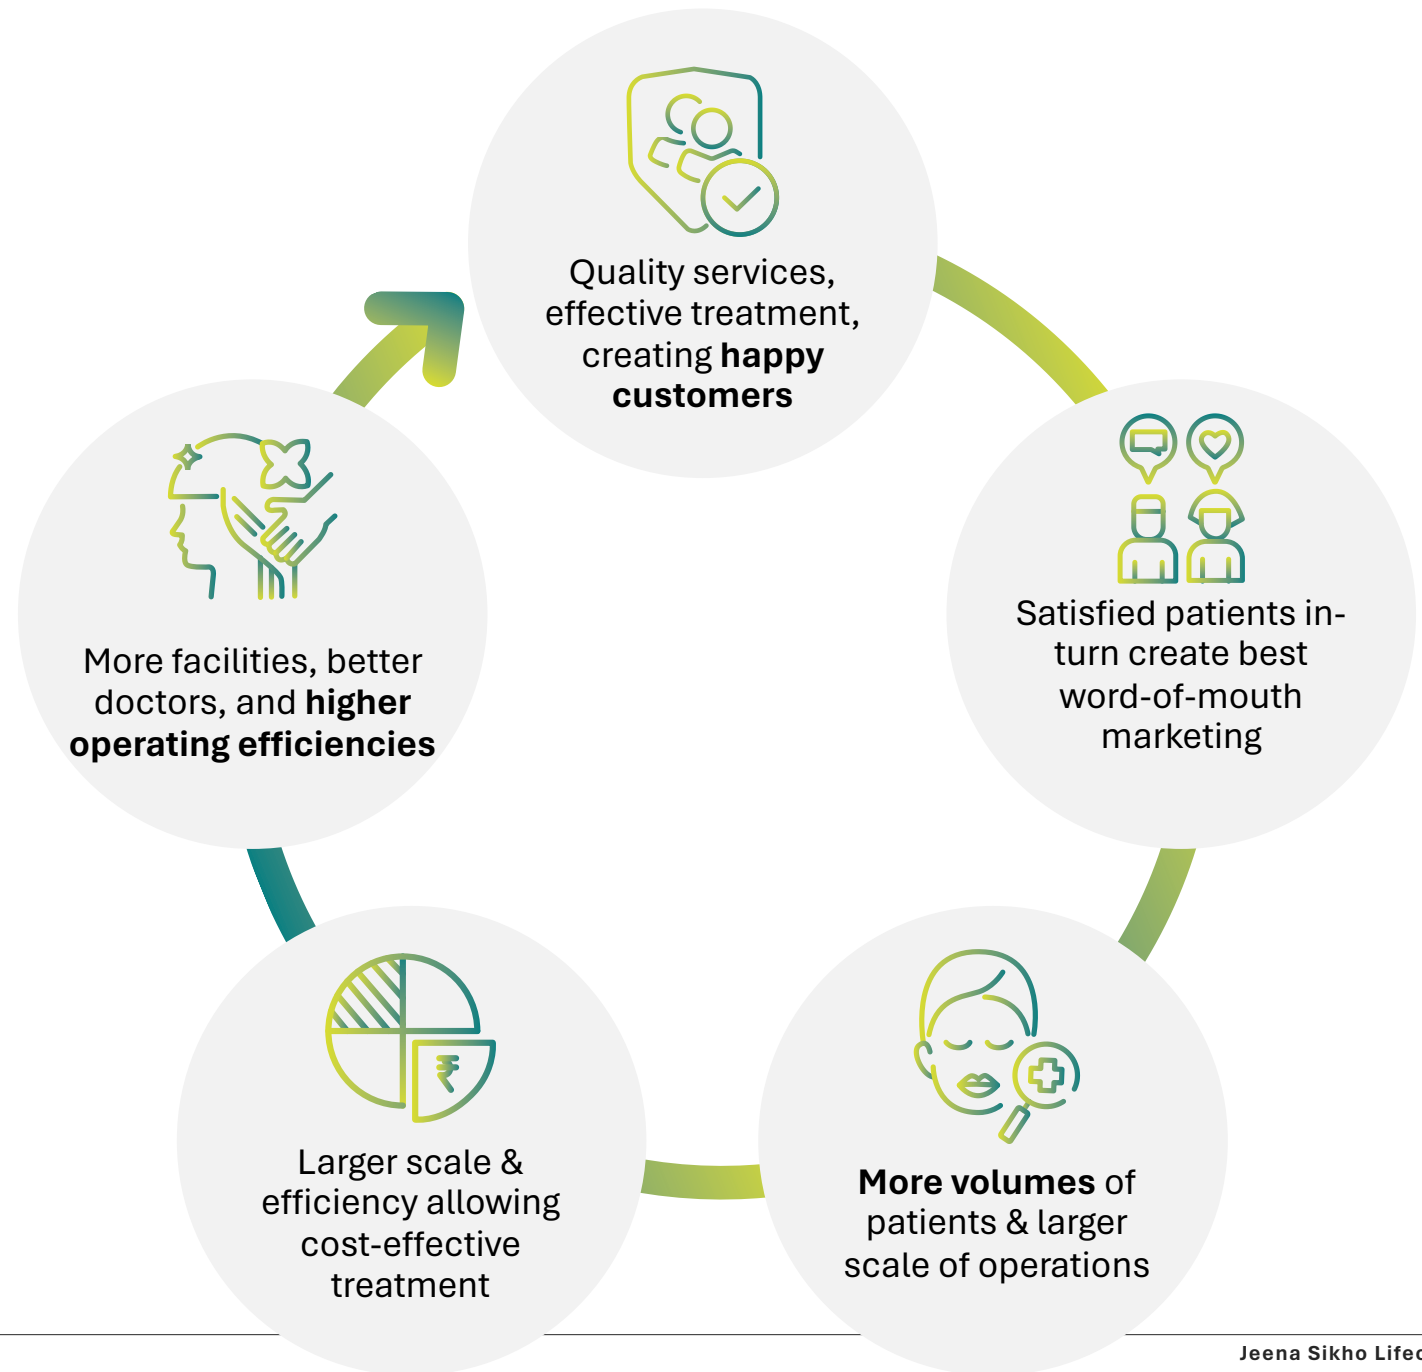 Quality services,
effective treatment,
creating happy
customers
Satisfied patients in-
turn create best
word-of-mouth
marketing
More volumes of
patients & larger
scale of operations
Larger scale &
efficiency allowing
cost-effective
treatment
More facilities, better
doctors, and higher
operating efficiencies
₹
Jeena Sikho